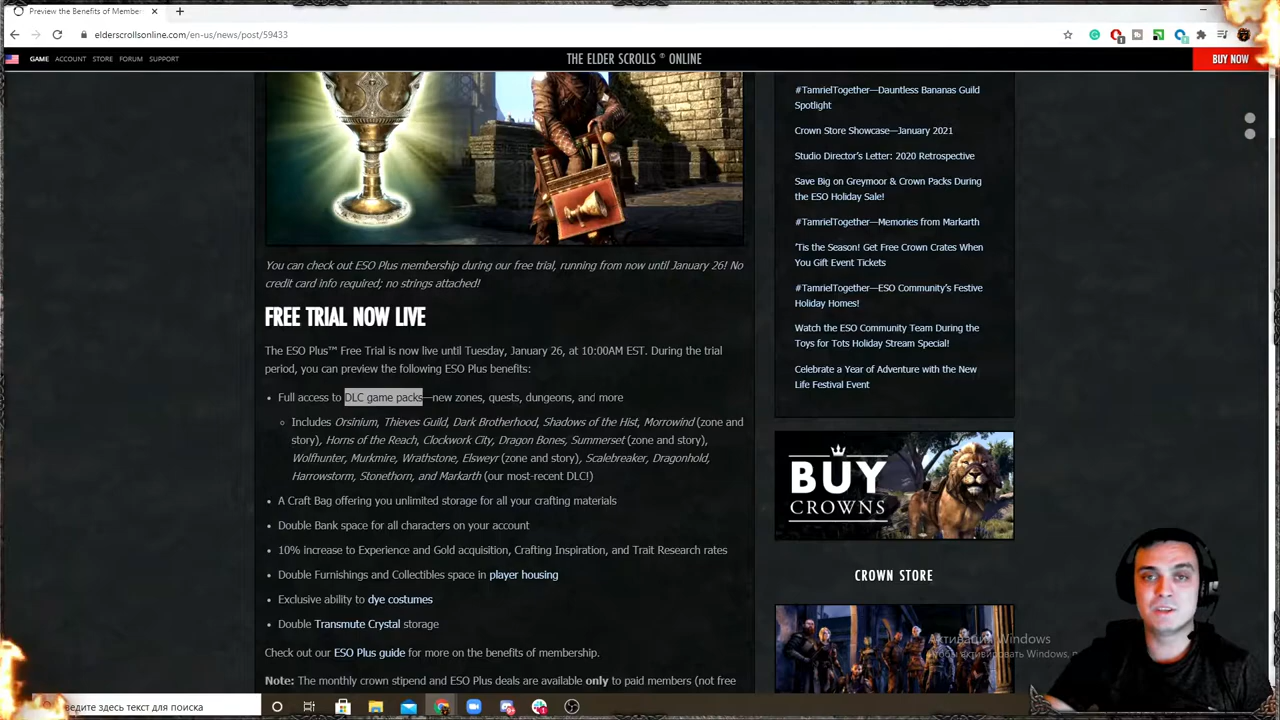 Preview the Benefits of Membe
elderscrollsonline.com/en-us/news/post/59433
GAME ACCOUNT STORE FORUM SUPPORT
THE ELDER SCROLLS ® ONLINE
BUY NOW
You can check out ESO Plus membership during our free trial, running from now until January 26! No
credit card info required; no strings attached!
FREE TRIAL NOW LIVE
The ESO Plus™ Free Trial is now live until Tuesday, January 26, at 10:00AM EST. During the trial
period, you can preview the following ESO Plus benefits:
• Full access to DLC game packs—new zones, quests, dungeons, and more
Includes Orsinium, Thieves Guild, Dark Brotherhood, Shadows of the Hist, Morrowind (zone and
story), Horns of the Reach, Clockwork City, Dragon Bones, Summerset (zone and story),
Wolfhunter, Murkmire, Wrathstone, Elsweyr (zone and story), Scalebreaker, Dragonhold,
Harrowstorm, Stonethorn, and Markarth (our most-recent DLC!)
• A Craft Bag offering you unlimited storage for all your crafting materials
• Double Bank space for all characters on your account
• 10% increase to Experience and Gold acquisition, Crafting Inspiration, and Trait Research rates
• Double Furnishings and Collectibles space in player housing
• Exclusive ability to dye costumes
• Double Transmute Crystal storage
Check out our ESO Plus guide for more on the benefits of membership.
Note: The monthly crown stipend and ESO Plus deals are available only to paid members (not free
#TamrielTogether—Dauntless Bananas Guild
Spotlight
Crown Store Showcase—January 2021
Studio Director's Letter: 2020 Retrospective
Save Big on Greymoor & Crown Packs During
the ESO Holiday Sale!
#TamrielTogether—Memories from Markarth
'Tis the Season! Get Free Crown Crates When
You Gift Event Tickets
#TamrielTogether—ESO Community's Festive
Holiday Homes!
Watch the ESO Community Team During the
Toys for Tots Holiday Stream Special!
Celebrate a Year of Adventure with the New
Life Festival Event
BUY
CROWNS
CROWN STORE
Активация Windows
Чтобы активировать Windows,
ведите здесь текст для поиска